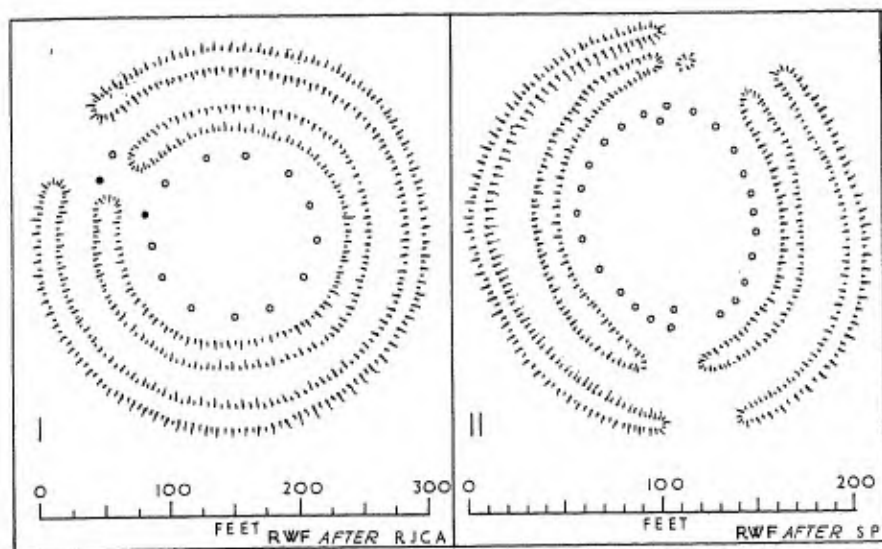 I
II
0 100 200 300
FEET
RWF AFTER RJCA
0 100 200
FEET
RWF AFTER SP